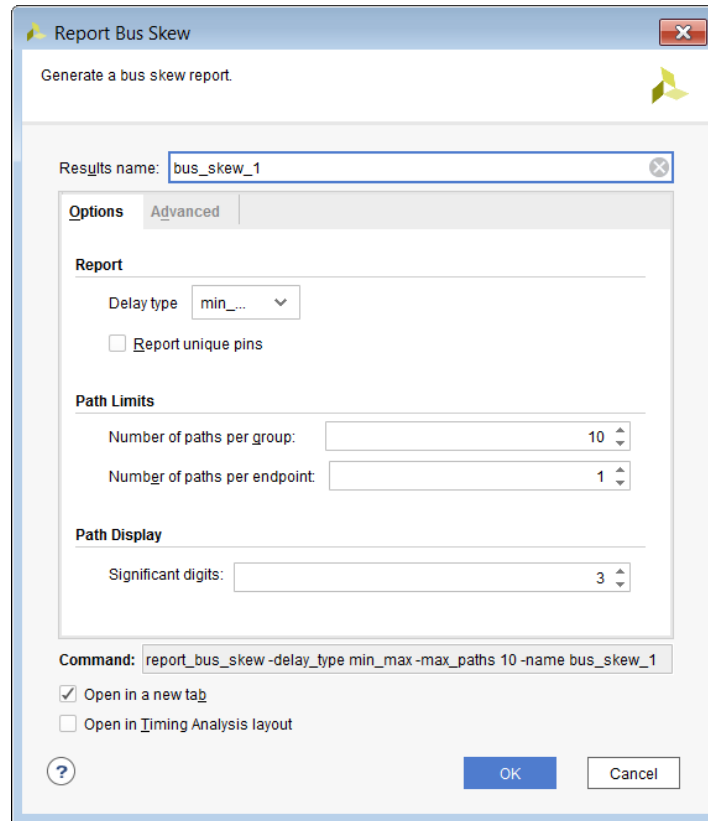 Report Bus Skew
Generate a bus skew report.
Results name: bus_skew_1
Options Advanced
Report
Delay type min_...
Report unique pins
Path Limits
Number of paths per group: 10
Number of paths per endpoint: 1
Path Display
Significant digits: 3
Command: report_bus_skew -delay_type min_max -max_paths 10 -name bus_skew_1
Open in a new tab
Open in Timing Analysis layout
? OK Cancel